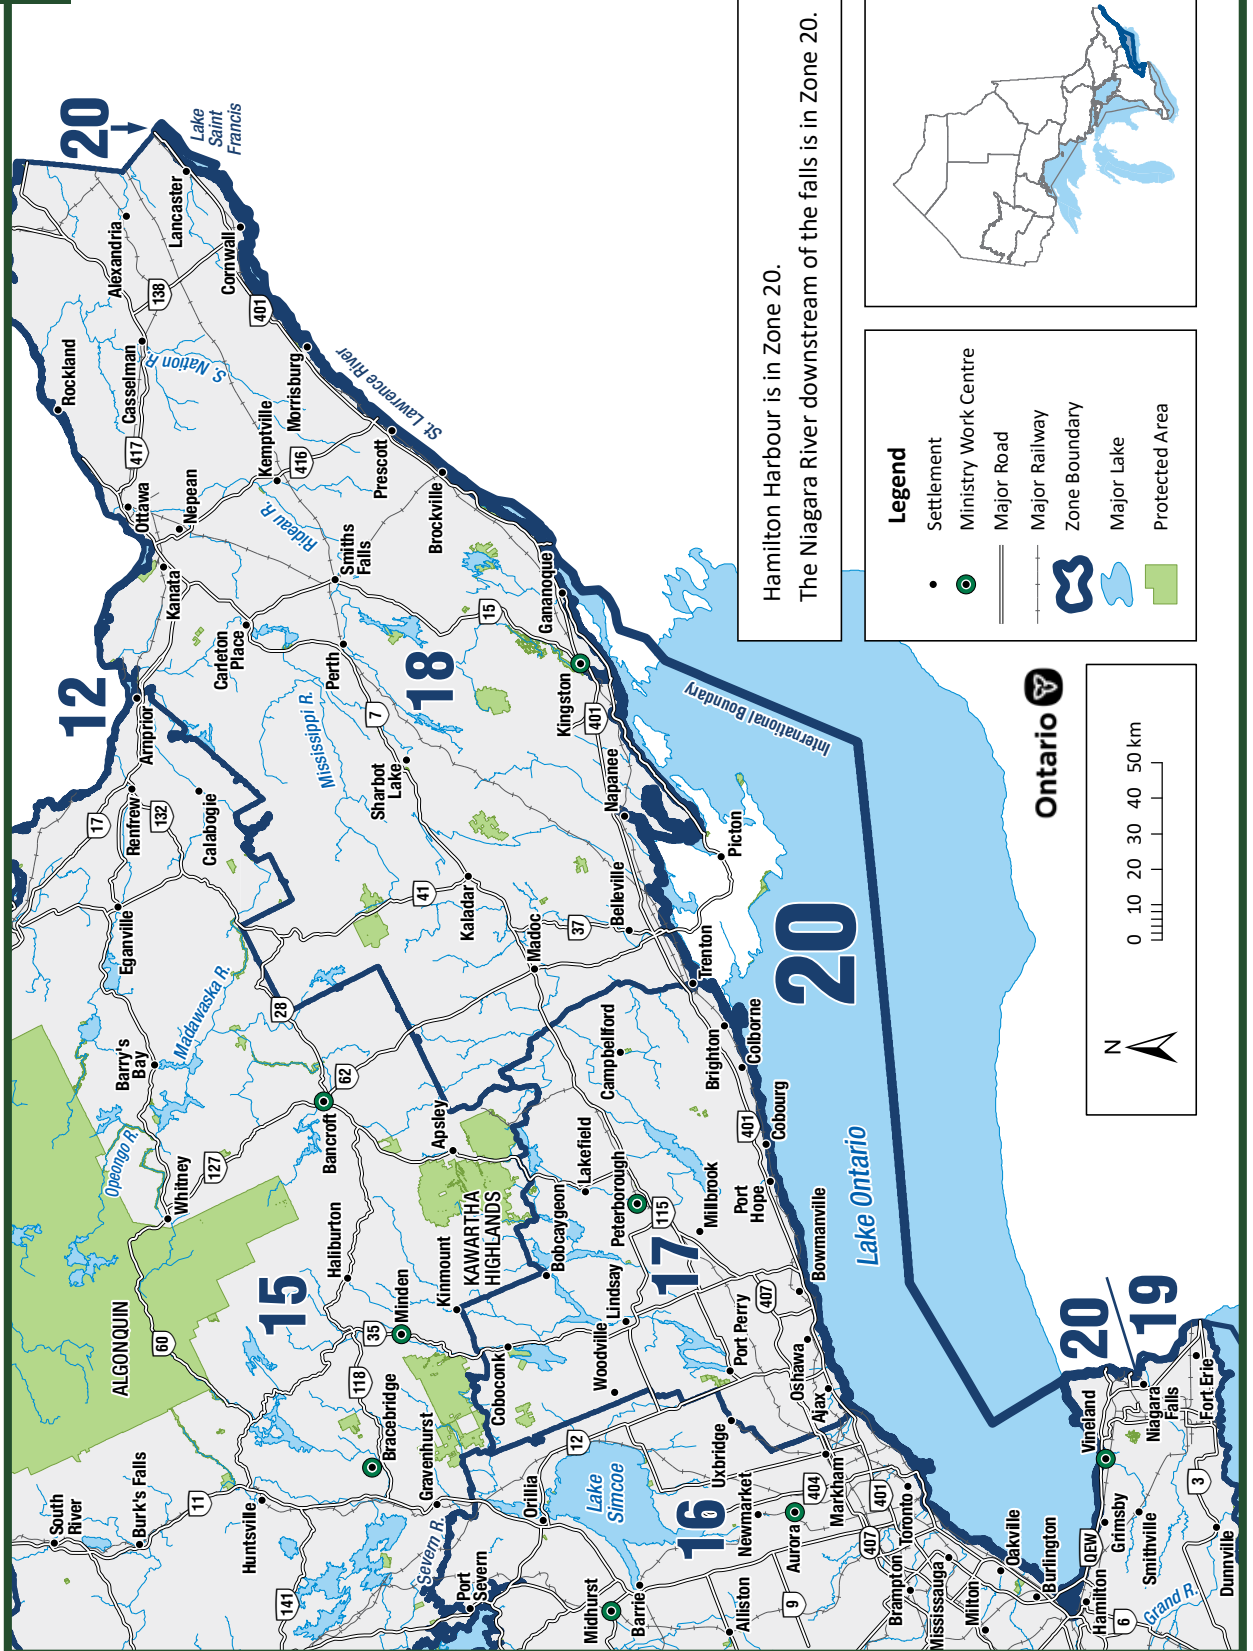 20
Lake
Saint
Francis
Lancaster
Alexandria
Cornwall
138
401
Rockland
Casselman
S. Nation R.
Morrisburg
St. Lawrence River
417
Kemptville
416
Prescott
Ottawa
Nepean
Rideau R.
Brockville
Smiths
Falls
Kanata
Gananoque
15
Carleton
Place
Perth
12
18
Kingston
401
International Boundary
Arnprior
Mississippi R.
7
Sharbot
Lake
Napanee
17
Renfrew
132
Calabogie
Picton
41
Kaladar
Belleville
37
Madoc
Eganville
Trenton
20
Madawaska R.
28
Barry's
Bay
62
Campbellford
Brighton
Colborne
Bancroft
Apsley
401
Cobourg
Opeongo R.
Whitney
127
Lakefield
Peterborough
115
Millbrook
Port
Hope
Lake Ontario
KAWARTHA
HIGHLANDS
Bobcaygeon
Haliburton
15
Kinmount
Lindsay
17
Bowmanville
407
ALGONQUIN
60
35
Minden
118
Coboconk
Woodville
Port Perry
Oshawa
Ajax
Bracebridge
Gravenhurst
12
Uxbridge
20
19
Vineland
Niagara
Falls
Fort Erie
South
River
Burk's Falls
11
Huntsville
Orillia
Lake
Simcoe
16
Newmarket
Aurora
404
Markham
401
407
Toronto
3
Severn R.
Port
Severn
141
Midhurst
Barrie
Alliston
9
Brampton
Mississauga
Milton
Oakville
Burlington
QEW
Hamilton
Grimsby
Smithville
6
Grand R.
Dunnville
Hamilton Harbour is in Zone 20.
The Niagara River downstream of the falls is in Zone 20.
Legend
Settlement
Ministry Work Centre
Major Road
Major Railway
Zone Boundary
Major Lake
Protected Area
Ontario
0 10 20 30 40 50 km
N